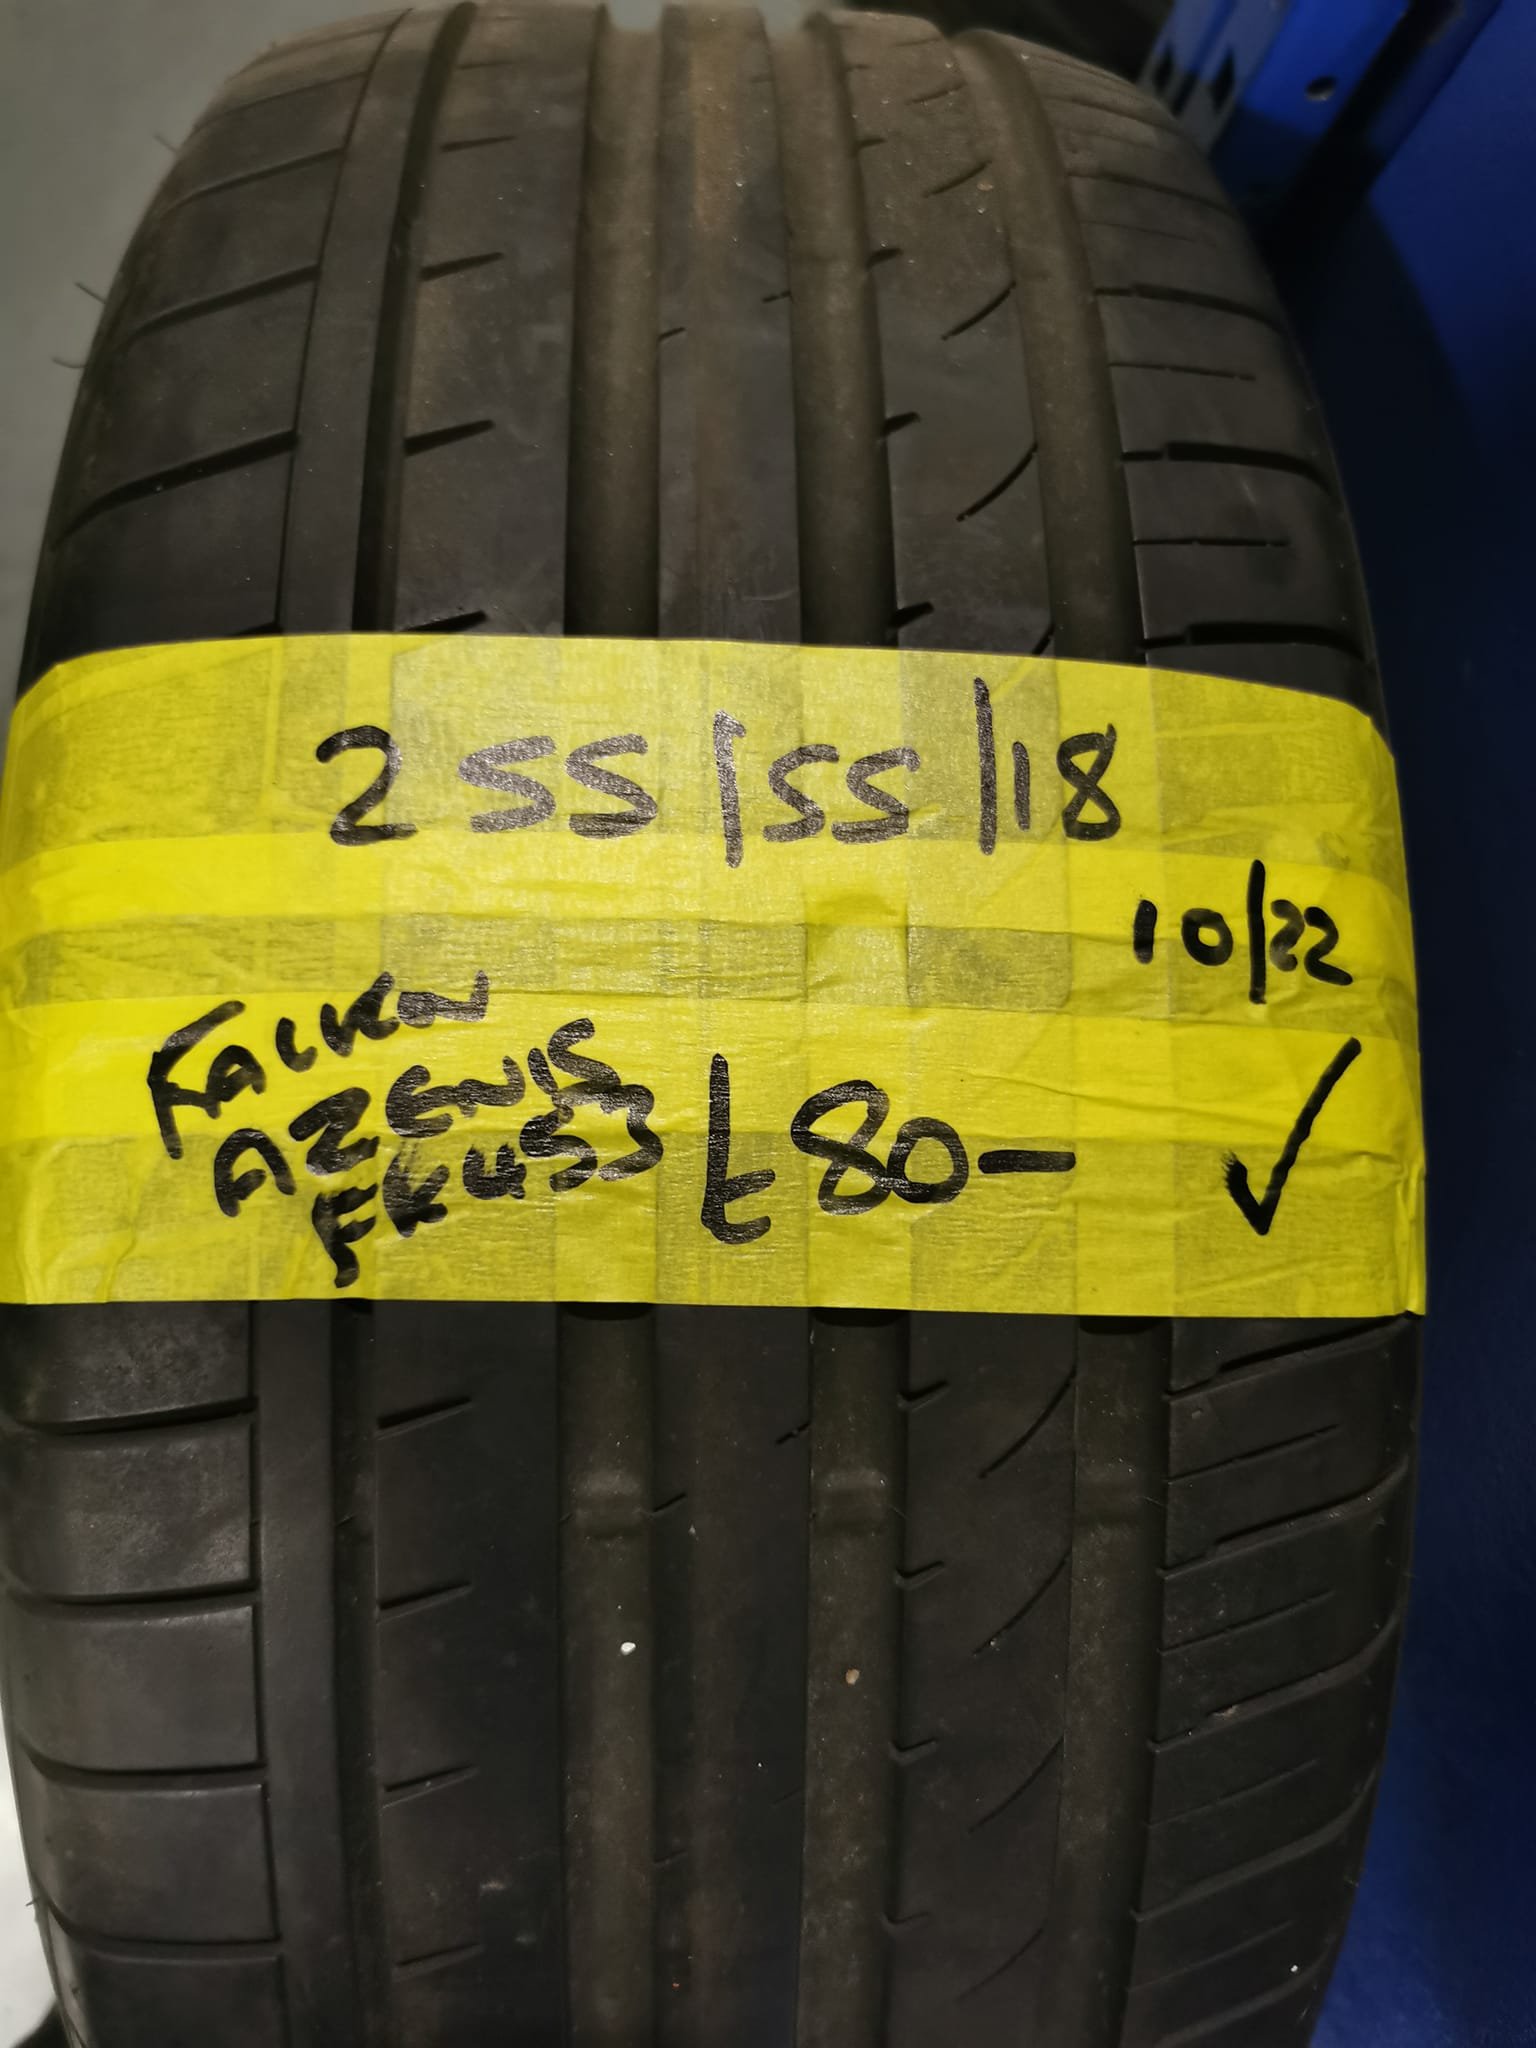 255/55/18
10/22
FALKEN
AZENIS
FK453
£80-
✓